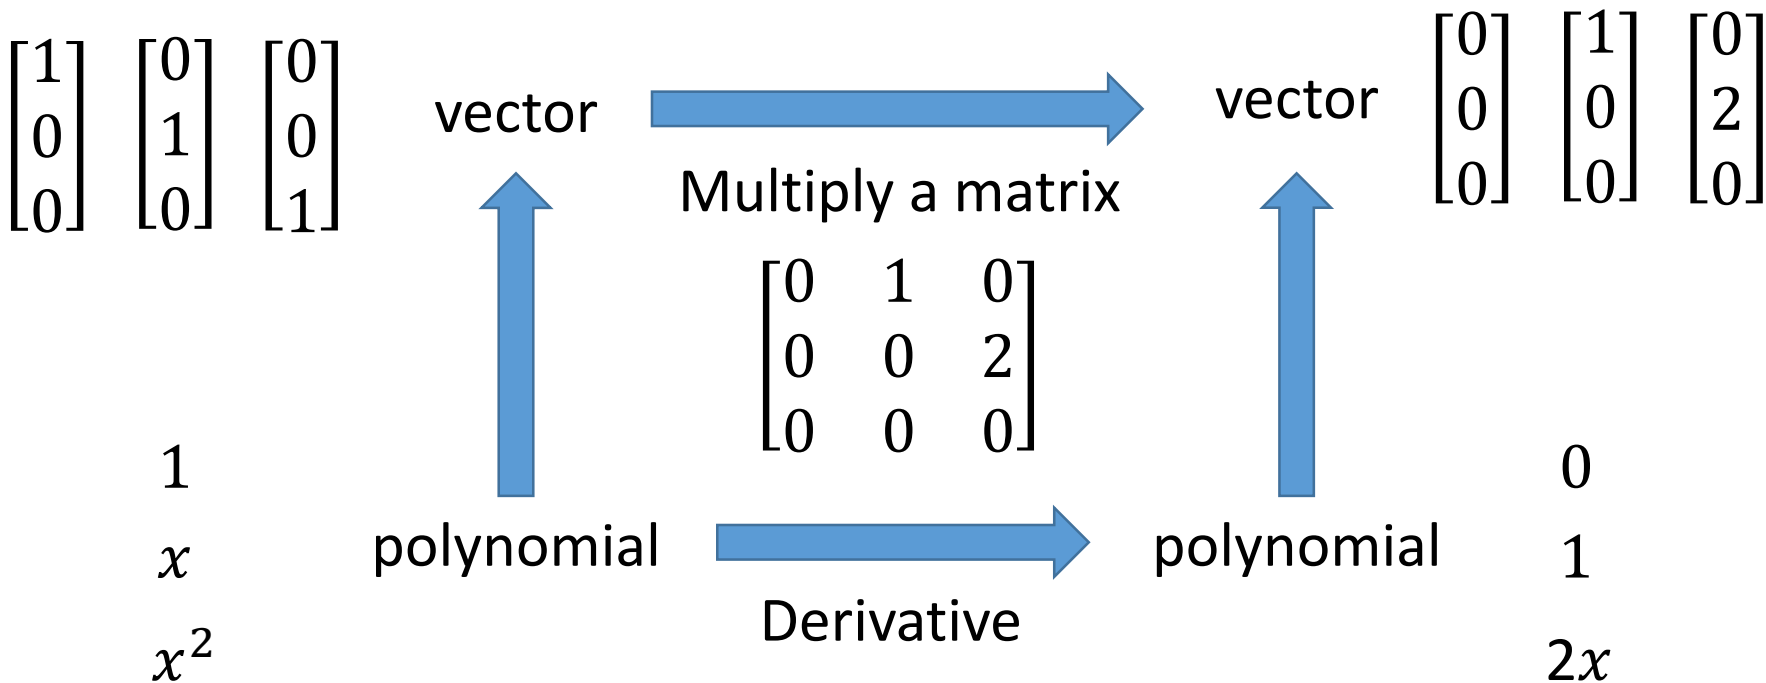 [1 0 0] [0 1 0] [0 0 1]
vector
vector
[0 0 0] [1 0 0] [0 2 0]
Multiply a matrix
[0 1 0
0 0 2
0 0 0]
1
x
x²
polynomial
polynomial
Derivative
0
1
2x